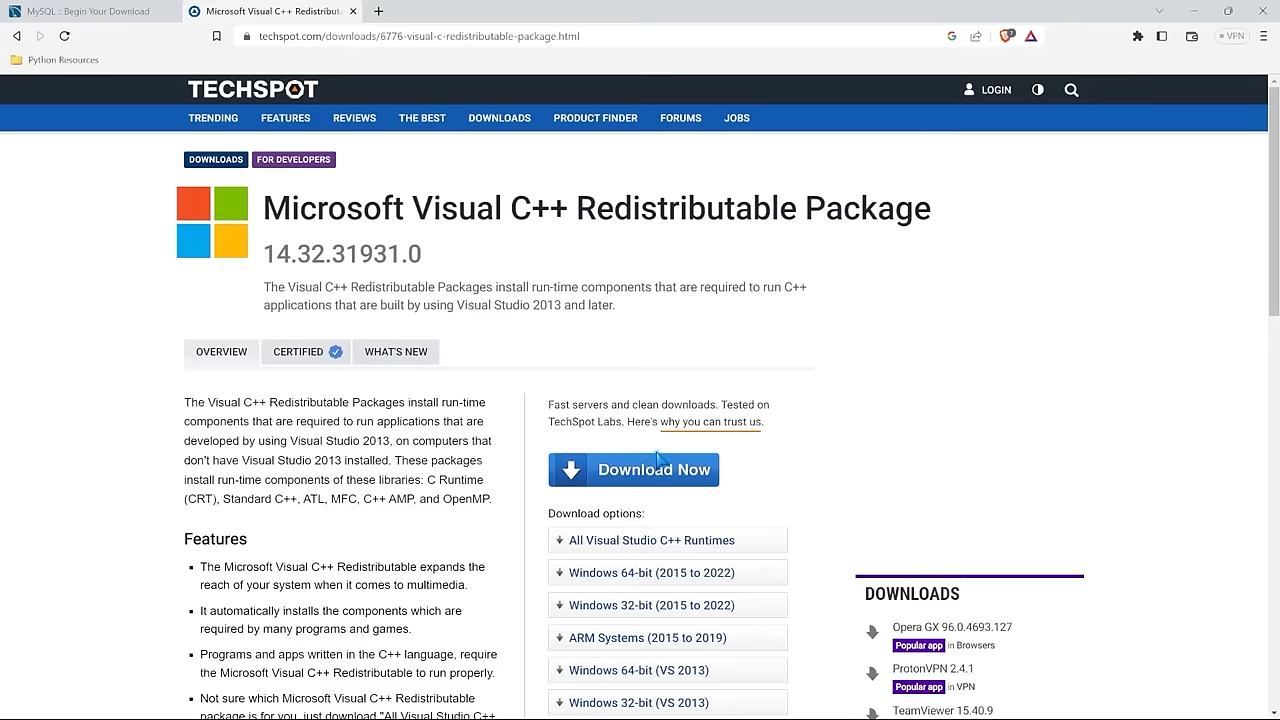 MySQL :: Begin Your Download
Microsoft Visual C++ Redistribut
techspot.com/downloads/6776-visual-c-redistributable-package.html
VPN
Python Resources
TECHSPOT
LOGIN
TRENDING FEATURES REVIEWS THE BEST DOWNLOADS PRODUCT FINDER FORUMS JOBS
DOWNLOADS FOR DEVELOPERS
Microsoft Visual C++ Redistributable Package
14.32.31931.0
The Visual C++ Redistributable Packages install run-time components that are required to run C++
applications that are built by using Visual Studio 2013 and later.
OVERVIEW CERTIFIED WHAT'S NEW
The Visual C++ Redistributable Packages install run-time
components that are required to run applications that are
developed by using Visual Studio 2013, on computers that
don't have Visual Studio 2013 installed. These packages
install run-time components of these libraries: C Runtime
(CRT), Standard C++, ATL, MFC, C++ AMP, and OpenMP.
Features
▪ The Microsoft Visual C++ Redistributable expands the
reach of your system when it comes to multimedia.
▪ It automatically installs the components which are
required by many programs and games.
▪ Programs and apps written in the C++ language, require
the Microsoft Visual C++ Redistributable to run properly.
▪ Not sure which Microsoft Visual C++ Redistributable
package is for you, just download "All Visual Studio C++
Fast servers and clean downloads. Tested on
TechSpot Labs. Here's why you can trust us.
Download Now
Download options:
All Visual Studio C++ Runtimes
Windows 64-bit (2015 to 2022)
Windows 32-bit (2015 to 2022)
ARM Systems (2015 to 2019)
Windows 64-bit (VS 2013)
Windows 32-bit (VS 2013)
DOWNLOADS
Opera GX 96.0.4693.127
Popular app in Browsers
ProtonVPN 2.4.1
Popular app in VPN
TeamViewer 15.40.9